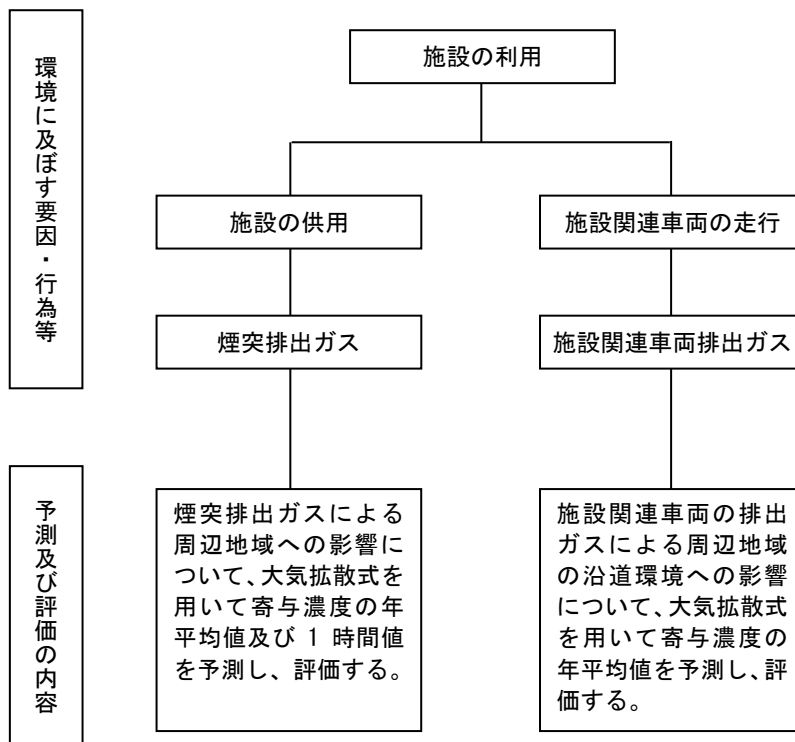 環境に及ぼす要因・行為等
施設の利用
施設の供用
施設関連車両の走行
煙突排出ガス
施設関連車両排出ガス
予測及び評価の内容
煙突排出ガスによる
周辺地域への影響に
ついて、大気拡散式を
用いて寄与濃度の年
平均値及び 1 時間値
を予測し、評価する。
施設関連車両の排出
ガスによる周辺地域
の沿道環境への影響
について、大気拡散式
を用いて寄与濃度の
年平均値を予測し、評
価する。